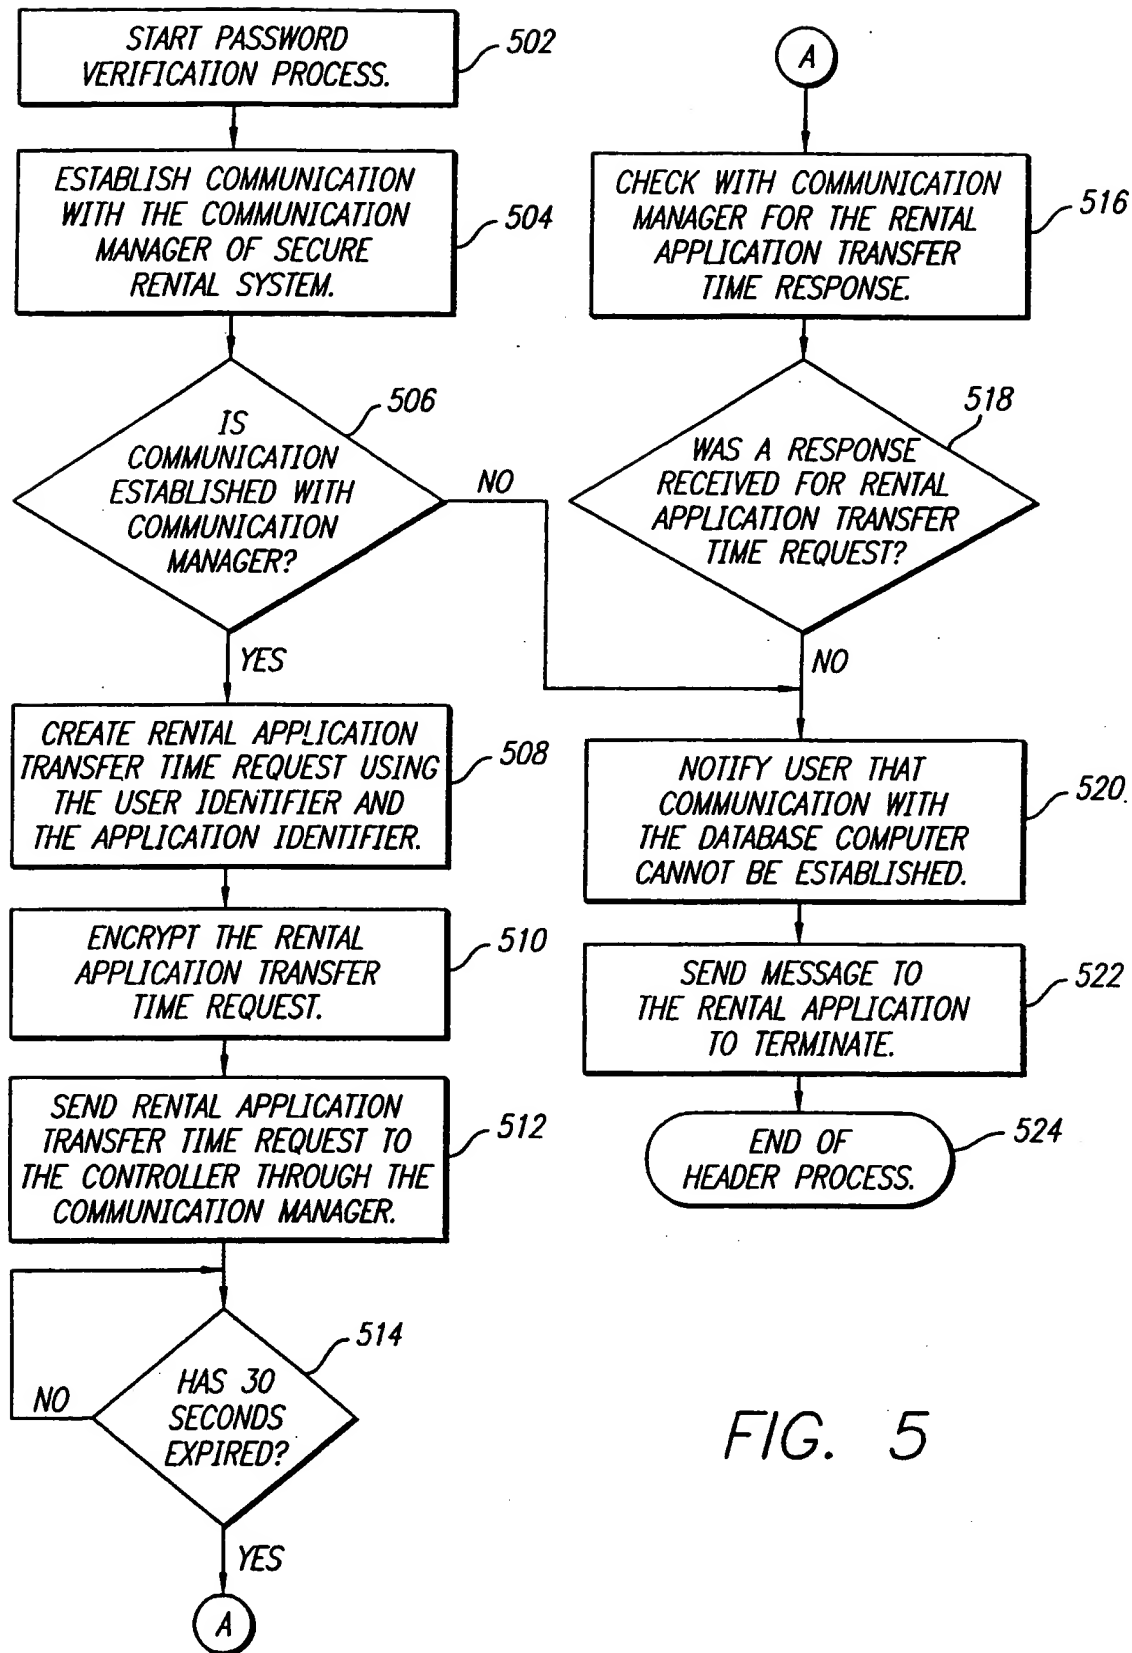 START PASSWORD
VERIFICATION PROCESS.
502
ESTABLISH COMMUNICATION
WITH THE COMMUNICATION
MANAGER OF SECURE
RENTAL SYSTEM.
504
IS
COMMUNICATION
ESTABLISHED WITH
COMMUNICATION
MANAGER?
506
NO
YES
CREATE RENTAL APPLICATION
TRANSFER TIME REQUEST USING
THE USER IDENTIFIER AND
THE APPLICATION IDENTIFIER.
508
ENCRYPT THE RENTAL
APPLICATION TRANSFER
TIME REQUEST.
510
SEND RENTAL APPLICATION
TRANSFER TIME REQUEST TO
THE CONTROLLER THROUGH THE
COMMUNICATION MANAGER.
512
HAS 30
SECONDS
EXPIRED?
514
NO
YES
A
A
CHECK WITH COMMUNICATION
MANAGER FOR THE RENTAL
APPLICATION TRANSFER
TIME RESPONSE.
516
WAS A RESPONSE
RECEIVED FOR RENTAL
APPLICATION TRANSFER
TIME REQUEST?
518
NO
NOTIFY USER THAT
COMMUNICATION WITH
THE DATABASE COMPUTER
CANNOT BE ESTABLISHED.
520
SEND MESSAGE TO
THE RENTAL APPLICATION
TO TERMINATE.
522
END OF
HEADER PROCESS.
524
FIG. 5